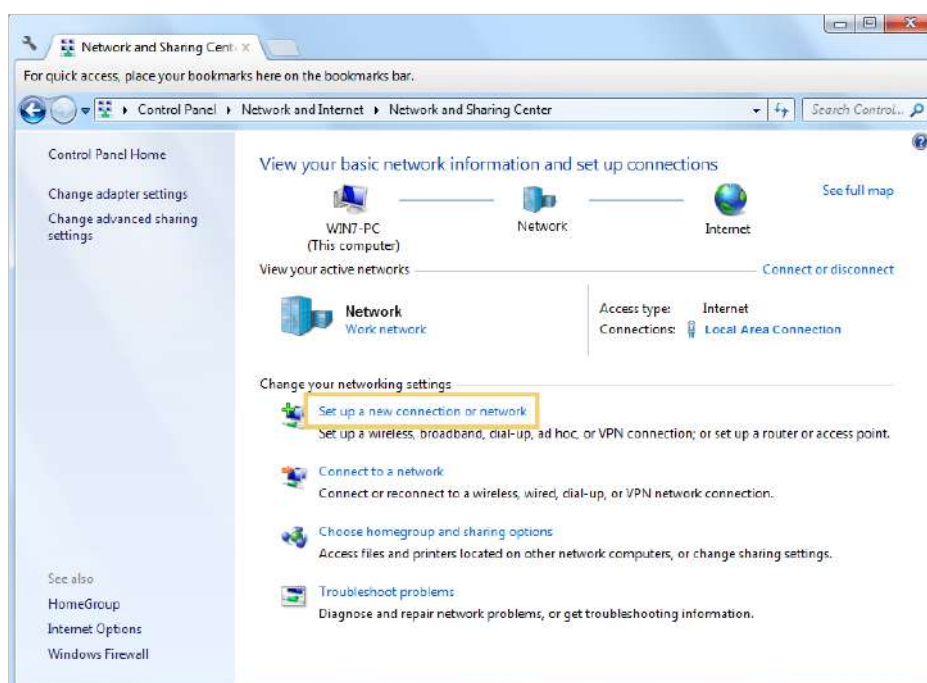 Network and Sharing Cent
For quick access, place your bookmarks here on the bookmarks bar.
Control Panel Network and Internet Network and Sharing Center
Search Control...
Control Panel Home
Change adapter settings
Change advanced sharing
settings
View your basic network information and set up connections
See full map
WIN7-PC
(This computer)
Network
Internet
View your active networks
Connect or disconnect
Network
Work network
Access type: Internet
Connections: Local Area Connection
Change your networking settings
Set up a new connection or network
Set up a wireless, broadband, dial-up, ad hoc, or VPN connection; or set up a router or access point.
Connect to a network
Connect or reconnect to a wireless, wired, dial-up, or VPN network connection.
Choose homegroup and sharing options
Access files and printers located on other network computers, or change sharing settings.
Troubleshoot problems
Diagnose and repair network problems, or get troubleshooting information.
See also
HomeGroup
Internet Options
Windows Firewall